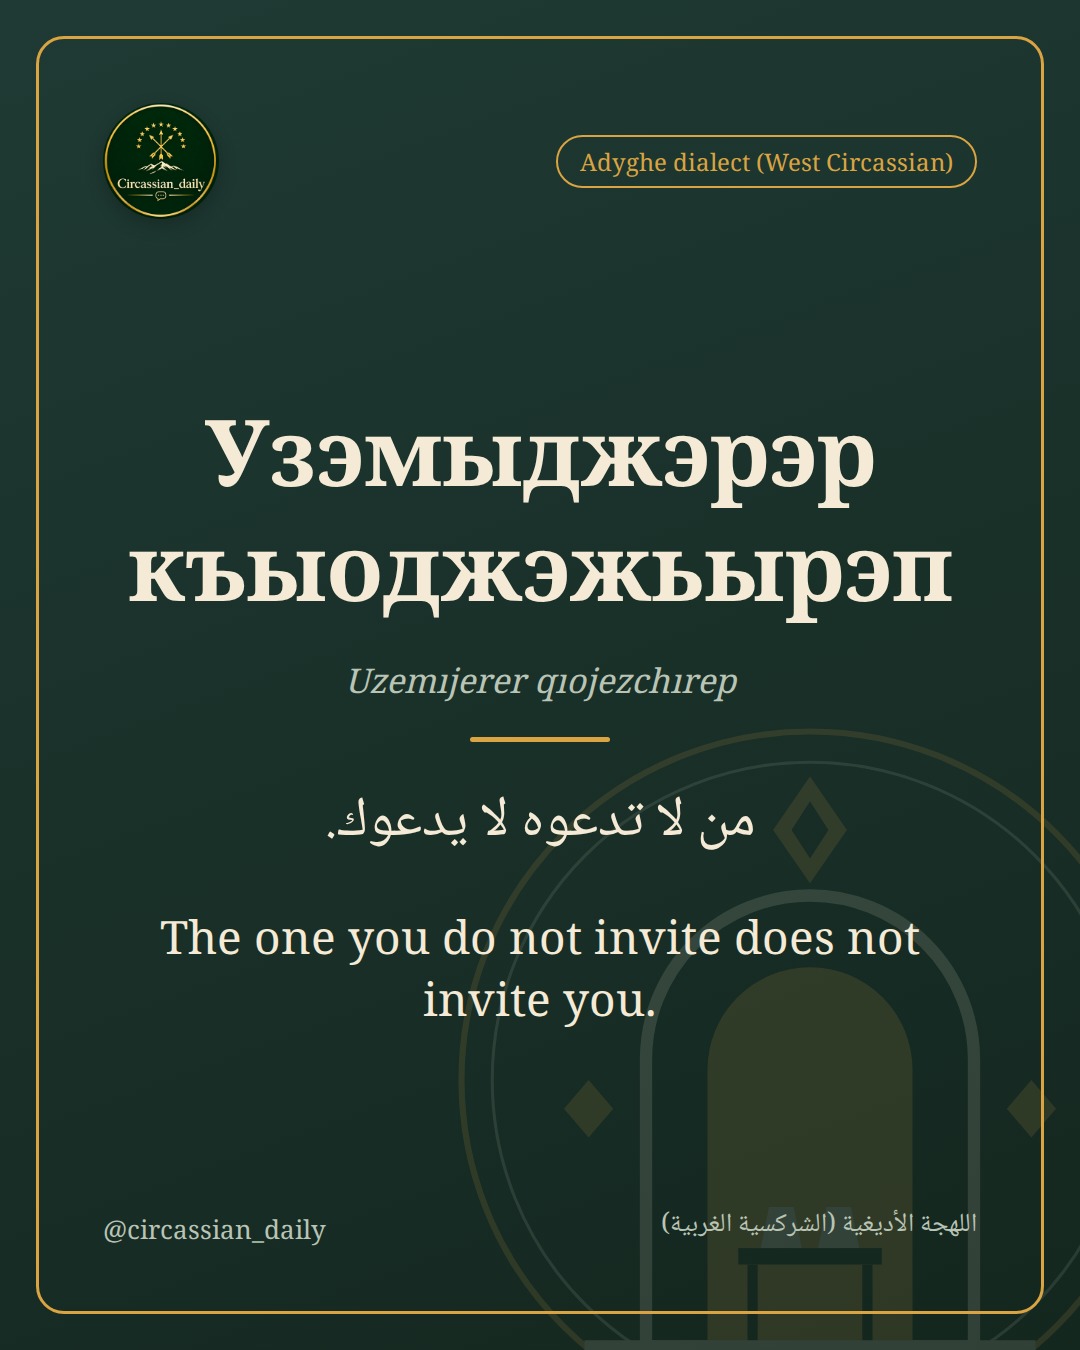 Circassian_daily
Adyghe dialect (West Circassian)
Узэмыджэрэр
къыоджэжьырэп
Uzemıjerer qıojezchırep
من لا تدعوه لا يدعوك.
The one you do not invite does not
invite you.
@circassian_daily
اللهجة الأديغية (الشركسية الغربية)